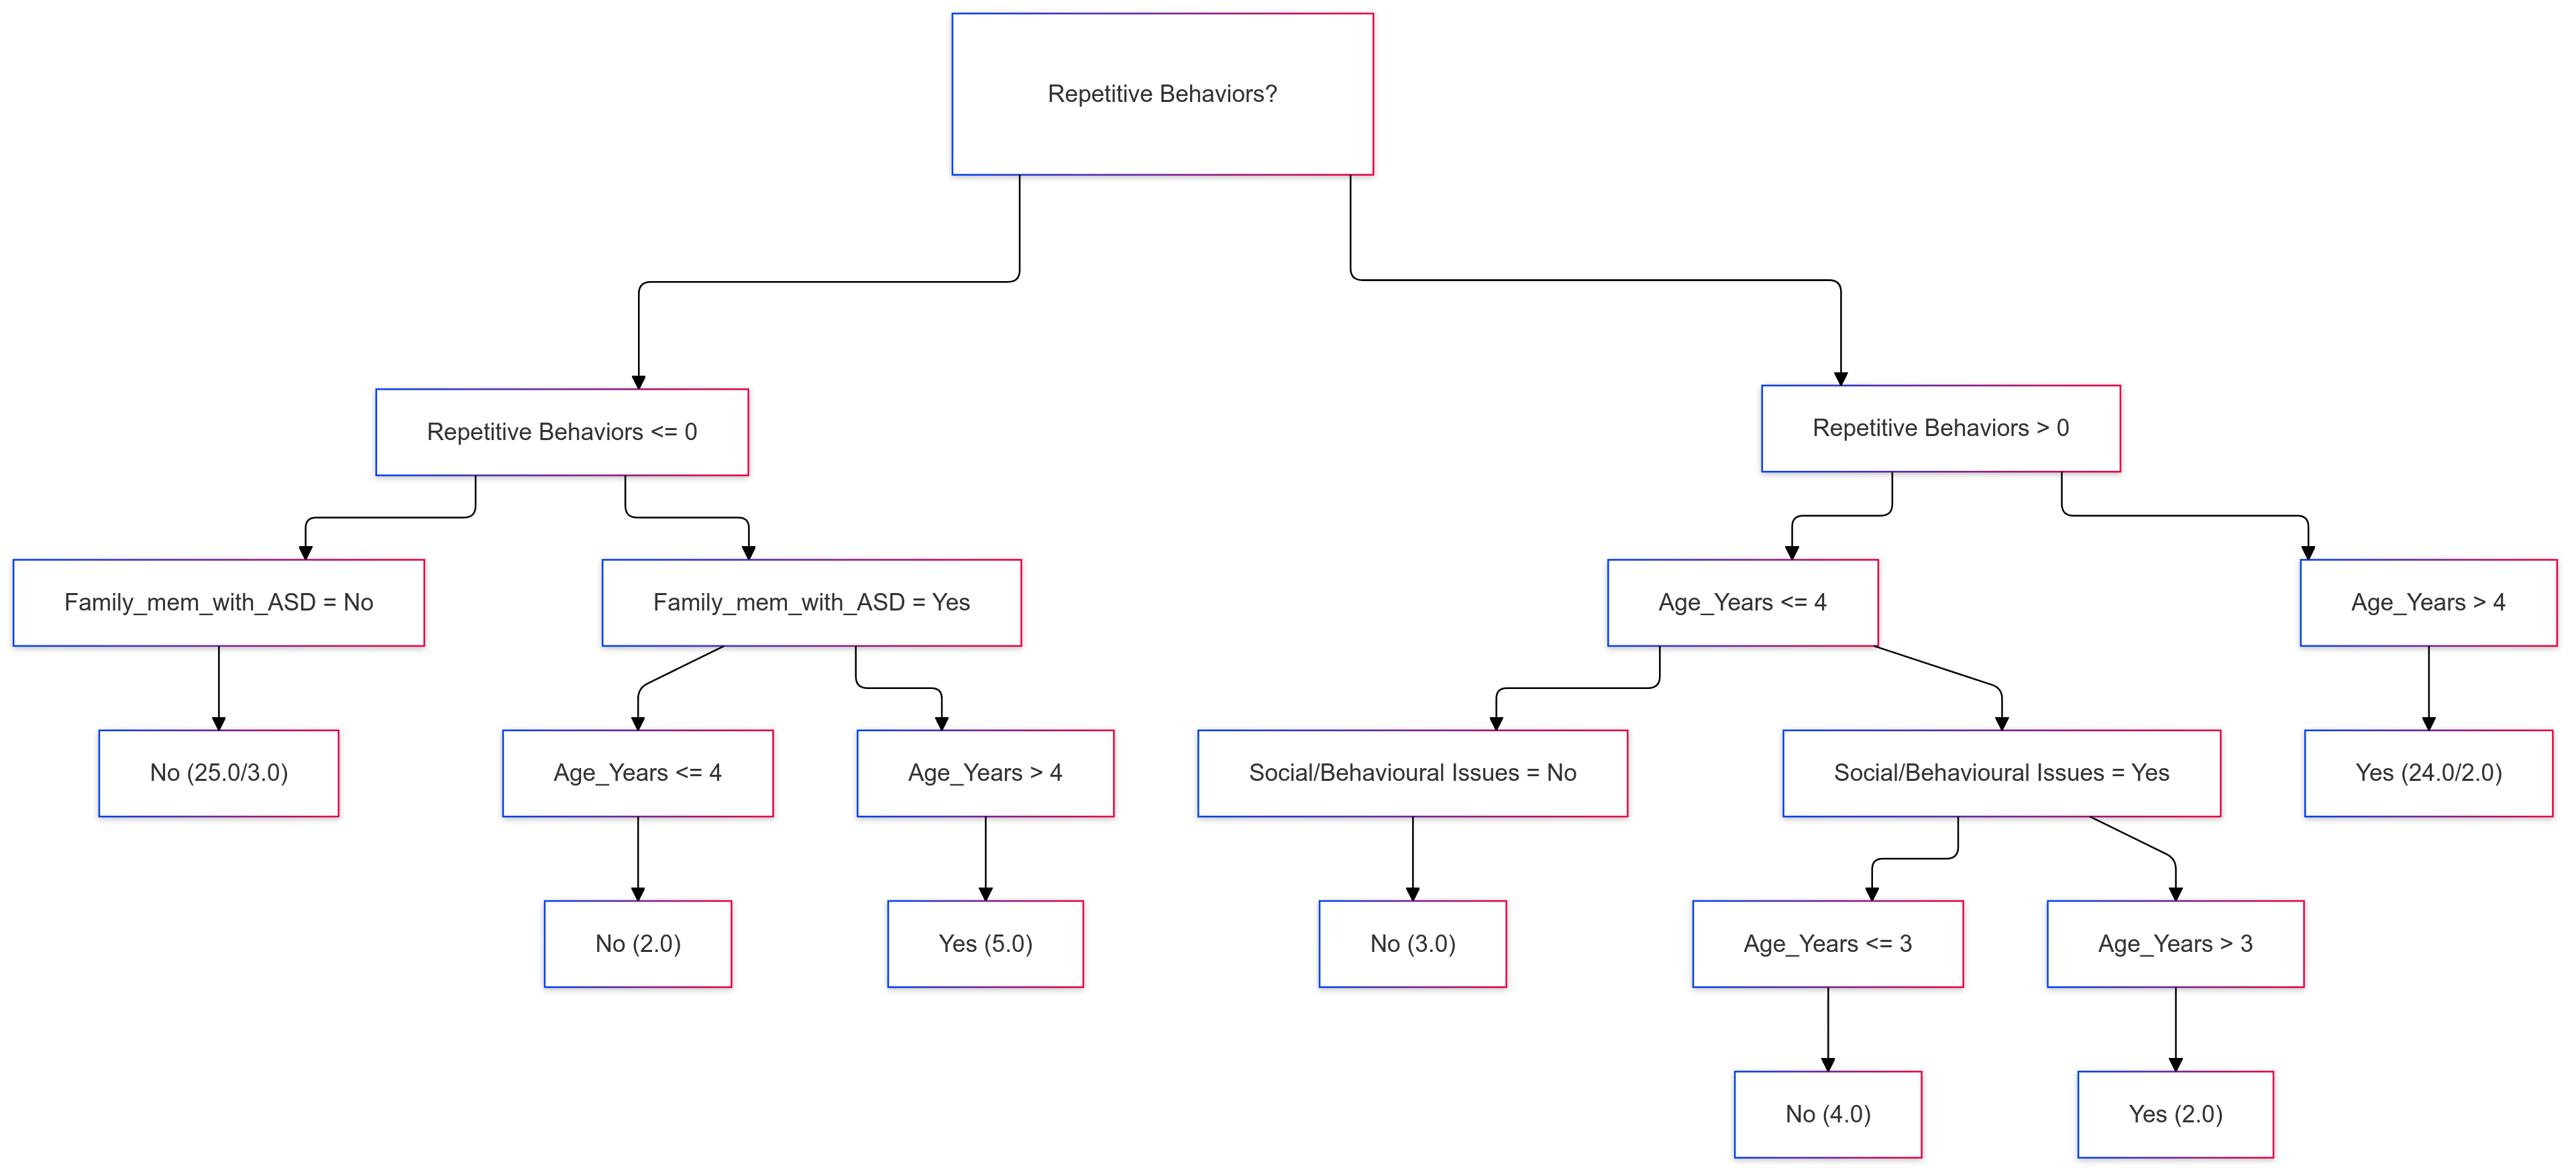 Repetitive Behaviors?
Repetitive Behaviors <= 0
Repetitive Behaviors > 0
Family_mem_with_ASD = No
Family_mem_with_ASD = Yes
Age_Years <= 4
Age_Years > 4
No (25.0/3.0)
Age_Years <= 4
Age_Years > 4
Social/Behavioural Issues = No
Social/Behavioural Issues = Yes
Yes (24.0/2.0)
No (2.0)
Yes (5.0)
No (3.0)
Age_Years <= 3
Age_Years > 3
No (4.0)
Yes (2.0)